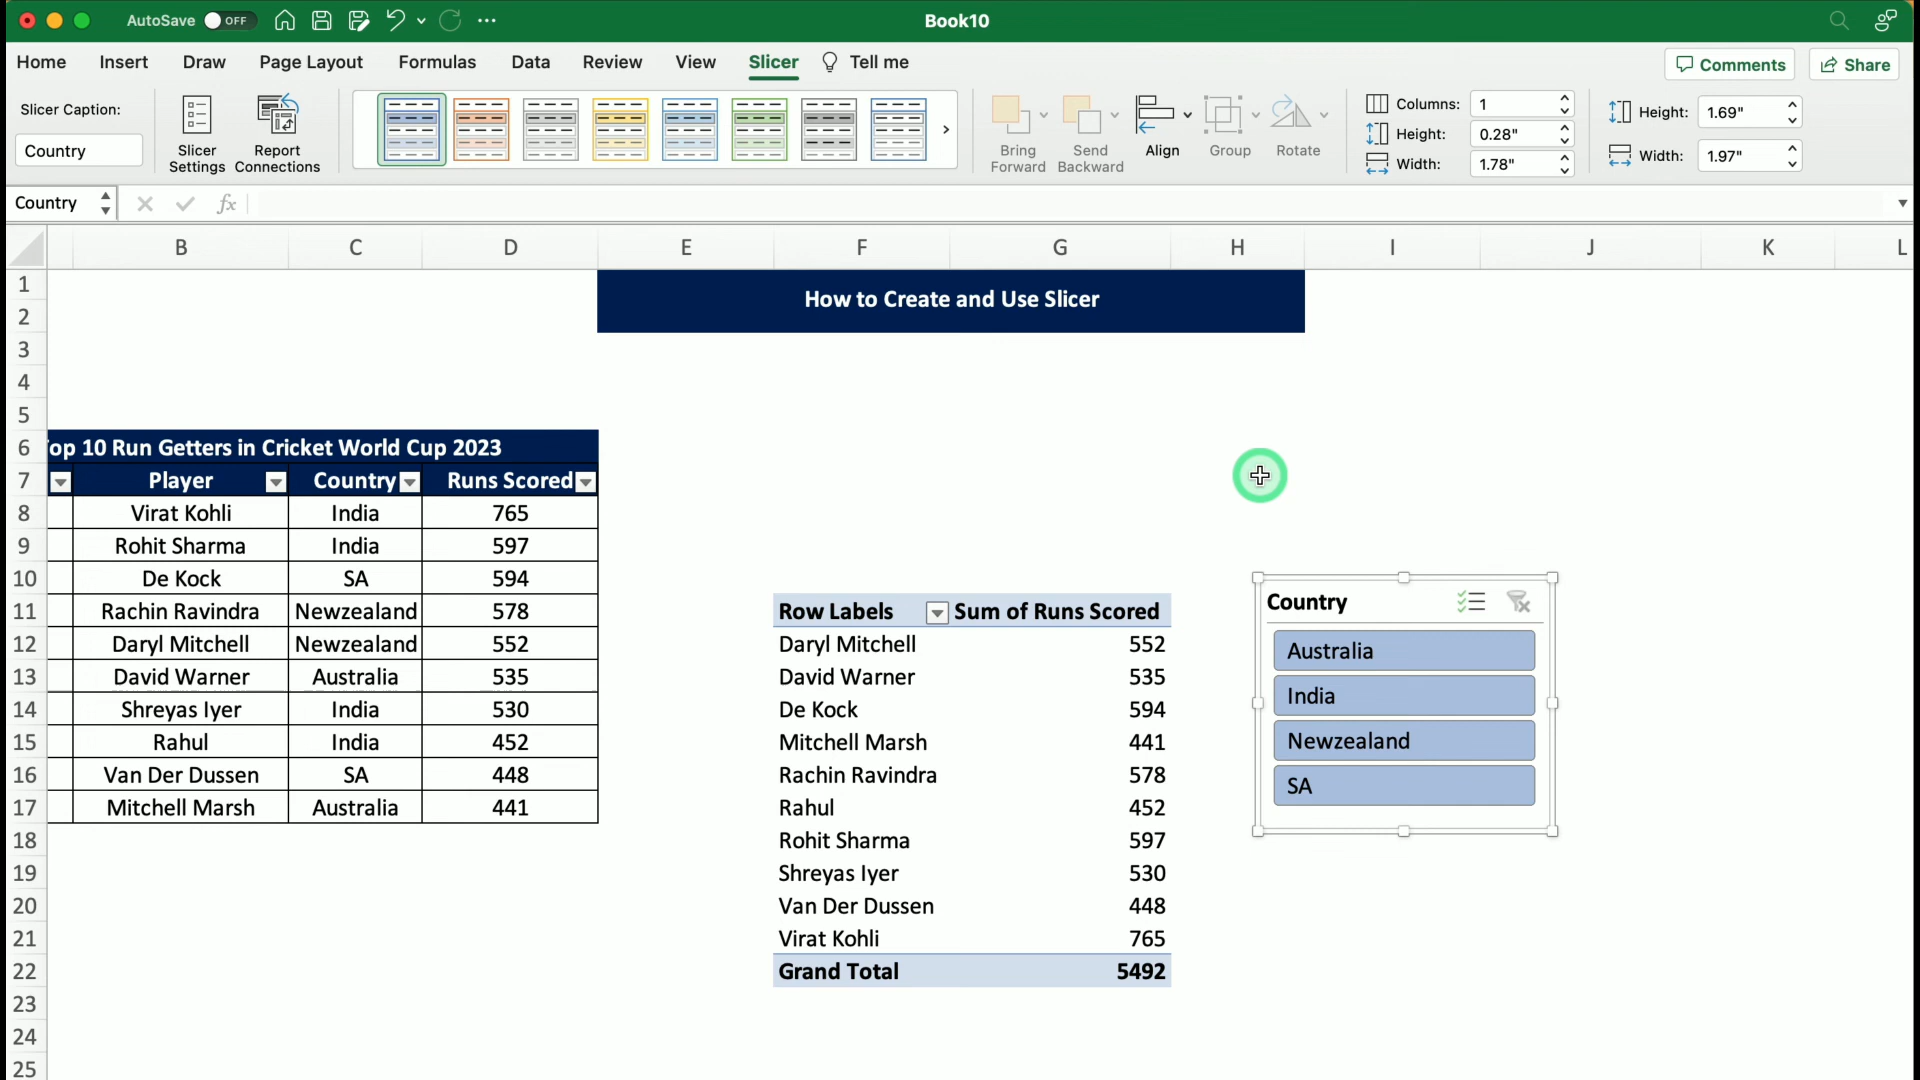 AutoSave OFF Book10
Home Insert Draw Page Layout Formulas Data Review View Slicer Tell me Comments Share
Slicer Caption:
Country
Slicer Settings
Report Connections
Bring Forward
Send Backward
Align
Group
Rotate
Columns: 1
Height: 0.28"
Width: 1.78"
Height: 1.69"
Width: 1.97"
Country fx
B C D E F G H I J K L
1
2
How to Create and Use Slicer
3
4
5
6 op 10 Run Getters in Cricket World Cup 2023
7 Player Country Runs Scored
8 Virat Kohli India 765
9 Rohit Sharma India 597
10 De Kock SA 594
11 Rachin Ravindra Newzealand 578
12 Daryl Mitchell Newzealand 552
13 David Warner Australia 535
14 Shreyas Iyer India 530
15 Rahul India 452
16 Van Der Dussen SA 448
17 Mitchell Marsh Australia 441
18
19
20
21
22
23
24
25
Row Labels Sum of Runs Scored
Daryl Mitchell 552
David Warner 535
De Kock 594
Mitchell Marsh 441
Rachin Ravindra 578
Rahul 452
Rohit Sharma 597
Shreyas Iyer 530
Van Der Dussen 448
Virat Kohli 765
Grand Total 5492
Country
Australia
India
Newzealand
SA